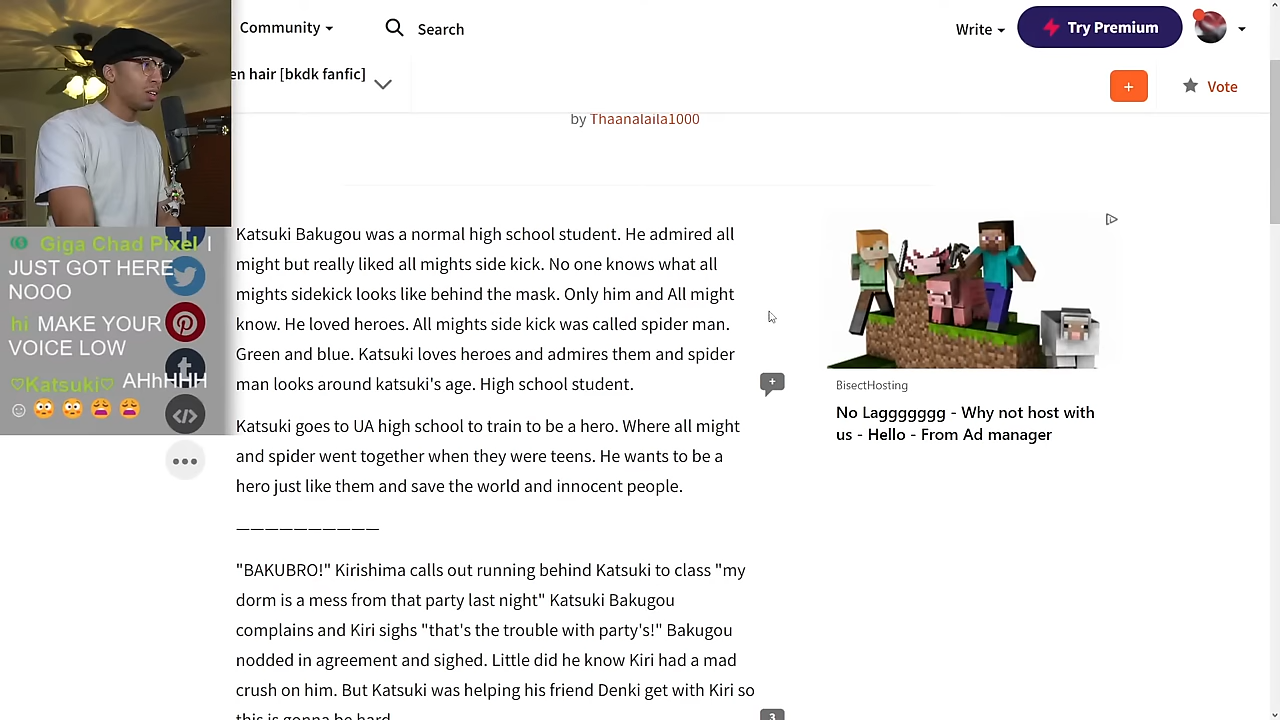 Community
Search
Write
Try Premium
en hair [bkdk fanfic]
+
Vote
by Thaanalaila1000
Katsuki Bakugou was a normal high school student. He admired all
might but really liked all mights side kick. No one knows what all
mights sidekick looks like behind the mask. Only him and All might
know. He loved heroes. All mights side kick was called spider man.
Green and blue. Katsuki loves heroes and admires them and spider
man looks around katsuki's age. High school student.
+
Katsuki goes to UA high school to train to be a hero. Where all might
and spider went together when they were teens. He wants to be a
hero just like them and save the world and innocent people.
——————————
"BAKUBRO!" Kirishima calls out running behind Katsuki to class "my
dorm is a mess from that party last night" Katsuki Bakugou
complains and Kiri sighs "that's the trouble with party's!" Bakugou
nodded in agreement and sighed. Little did he know Kiri had a mad
crush on him. But Katsuki was helping his friend Denki get with Kiri so
this is gonna be hard
3
Giga Chad Pixel I
JUST GOT HERE
NOOO
hi MAKE YOUR
VOICE LOW
♡Katsuki♡ AHhHHH
☺😳😳😩😩
BisectHosting
No Laggggggg - Why not host with
us - Hello - From Ad manager